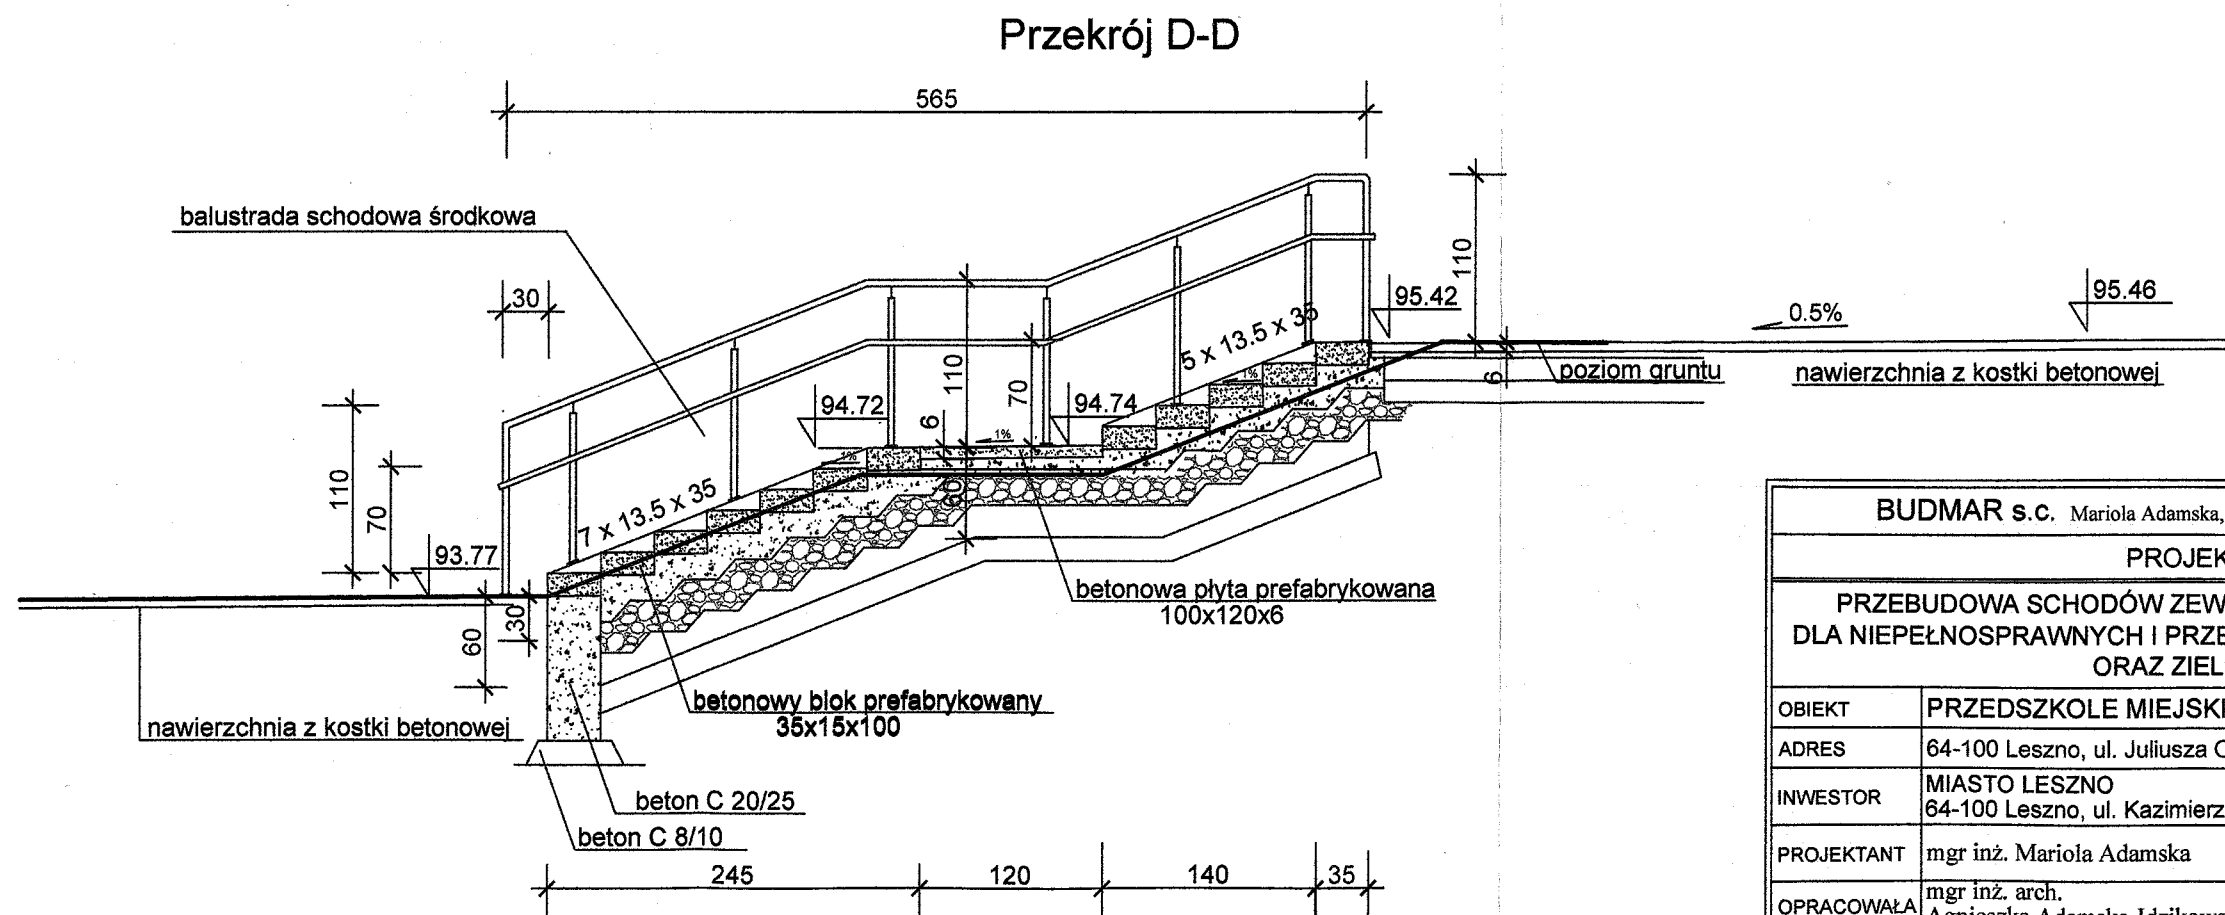 Przekrój D-D
565
balustrada schodowa środkowa
30
110
95.42
95.46
0.5%
5 x 13.5 x 35
1%
poziom gruntu
6
nawierzchnia z kostki betonowej
94.72
6
110
70
94.74
1%
1%
60
110
70
7 x 13.5 x 35
93.77
30
60
betonowa płyta prefabrykowana
100x120x6
betonowy blok prefabrykowany
35x15x100
nawierzchnia z kostki betonowej
beton C 20/25
beton C 8/10
245
120
140
35
BUDMAR s.c. Mariola Adamska,
PROJEK
PRZEBUDOWA SCHODÓW ZEW
DLA NIEPEŁNOSPRAWNYCH I PRZE
ORAZ ZIEL
OBIEKT PRZEDSZKOLE MIEJSKI
ADRES 64-100 Leszno, ul. Juliusza
INWESTOR MIASTO LESZNO
64-100 Leszno, ul. Kazimierz
PROJEKTANT mgr inż. Mariola Adamska
OPRACOWAŁA mgr inż. arch.
Agnieszka Adamska-Idzikows